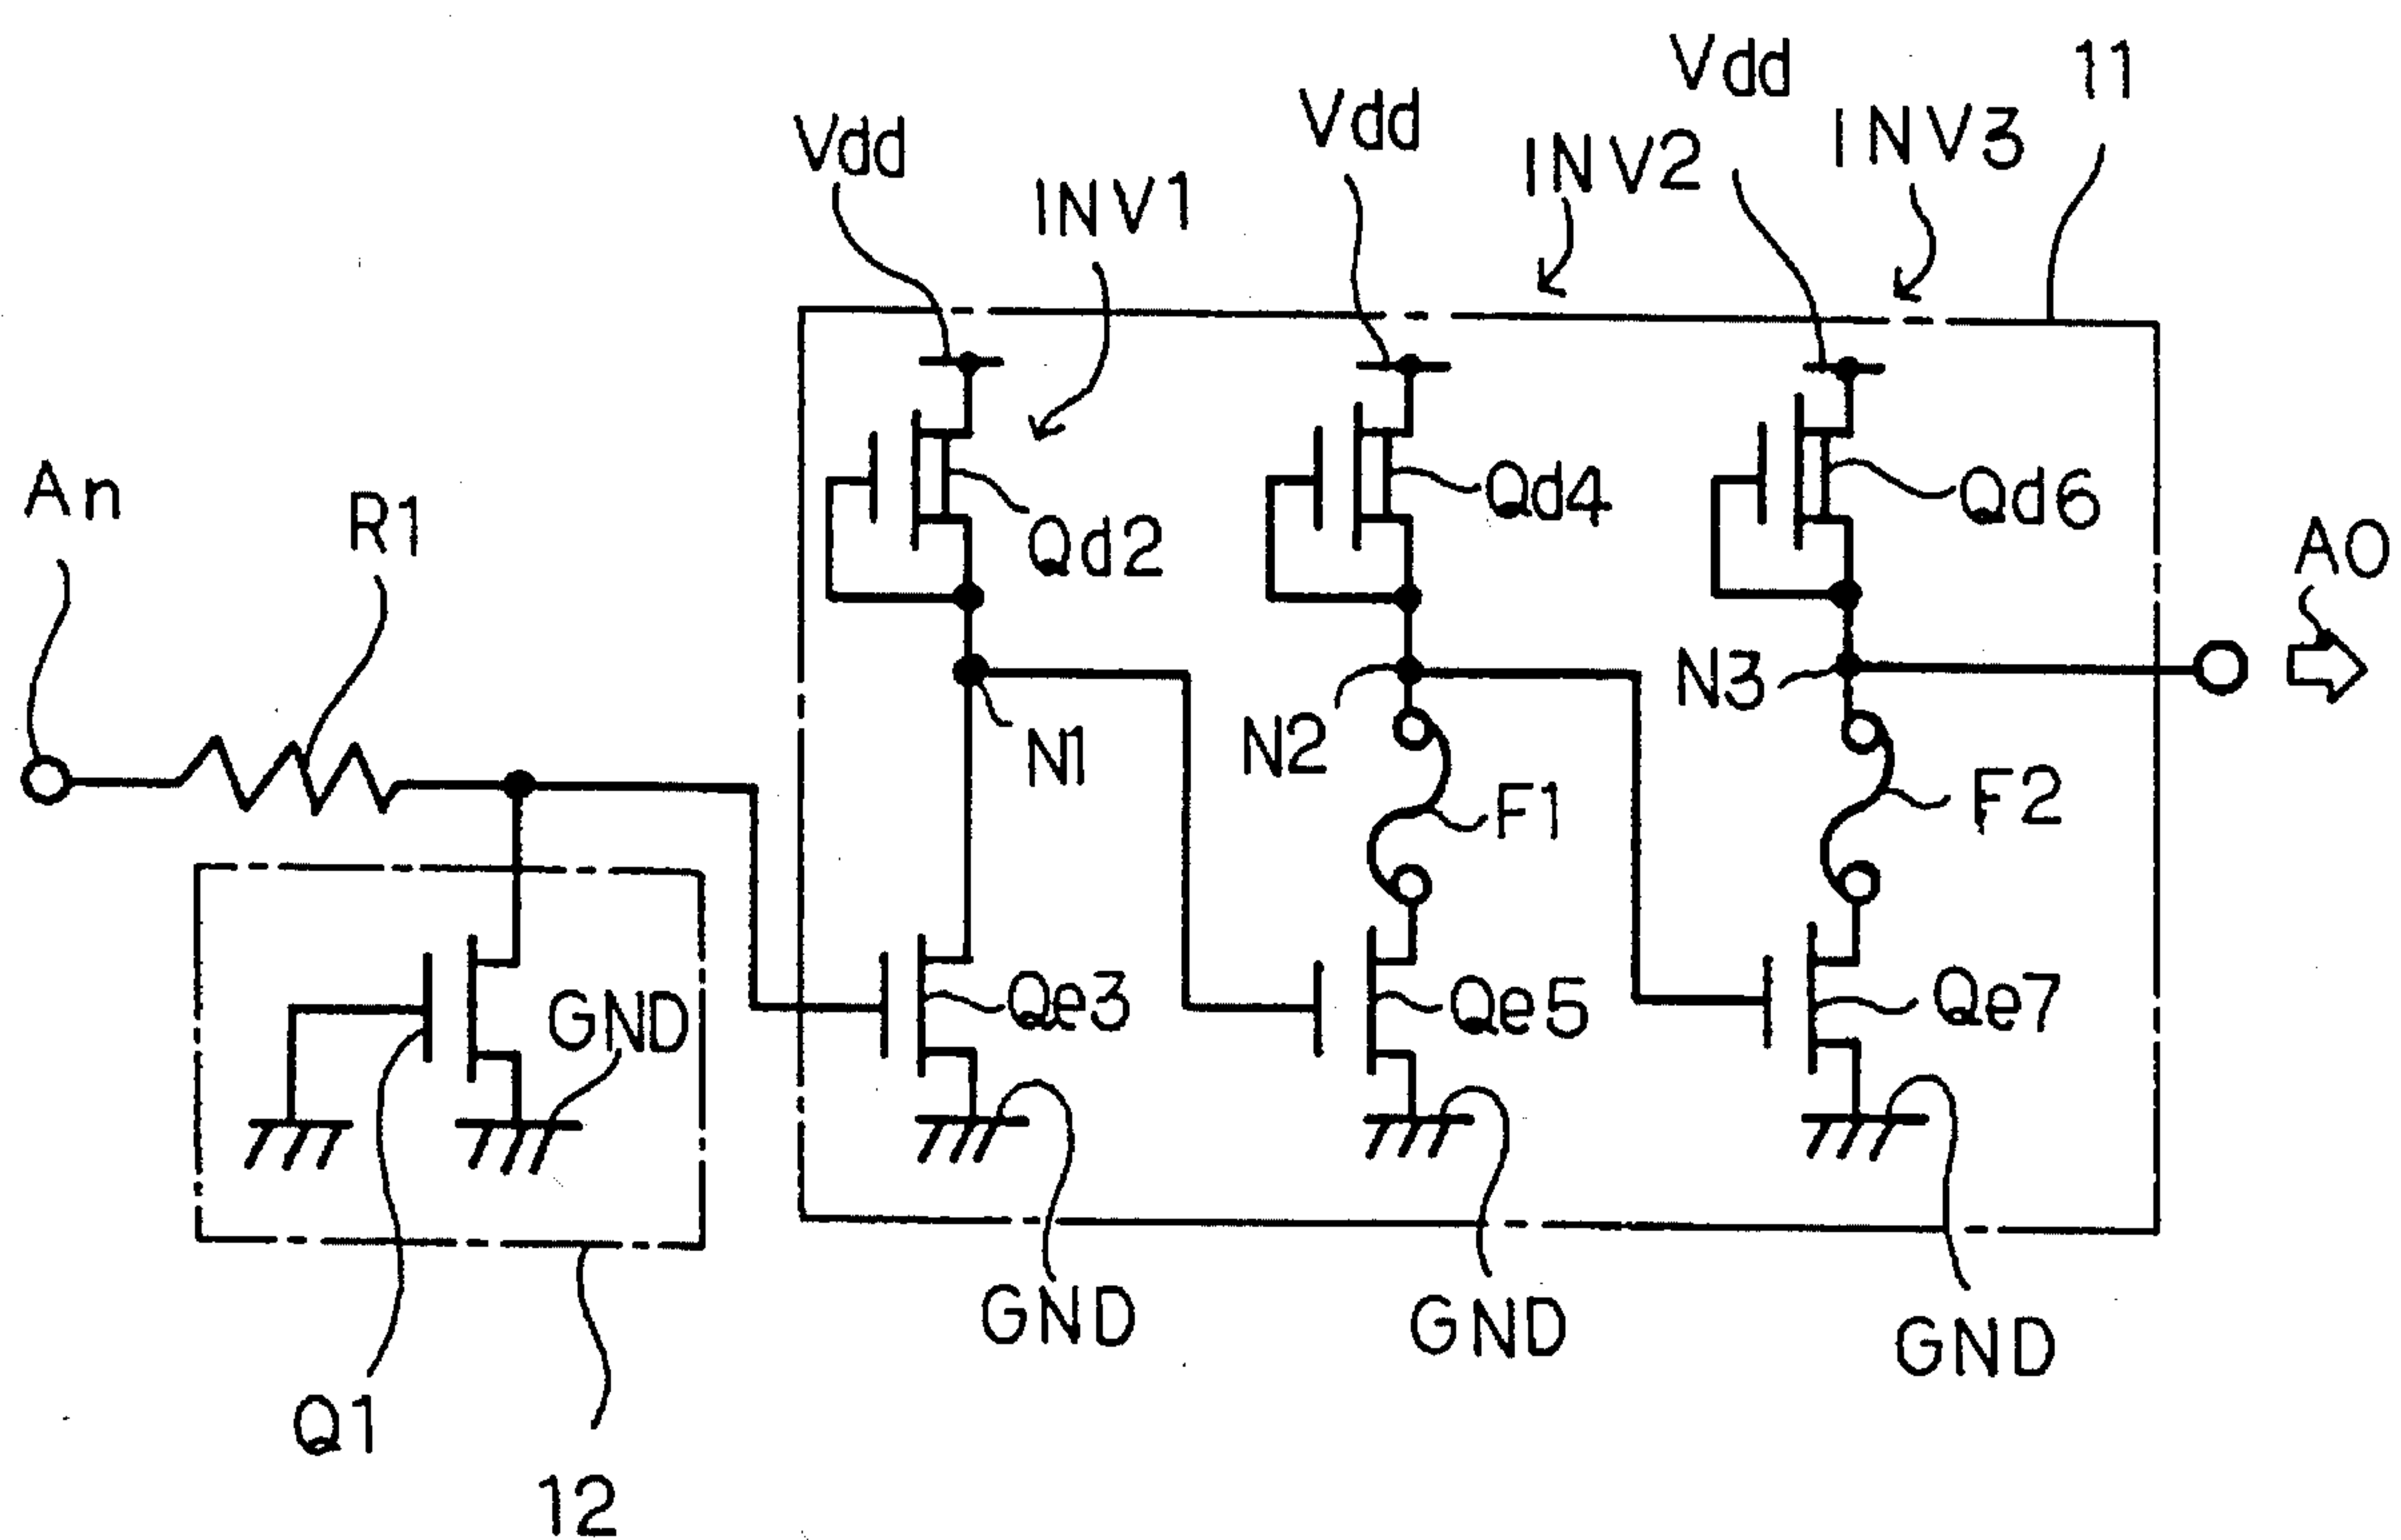 Vdd
INV1
Vdd
INV2
Vdd
INV3
11
An
R1
Qd2
Qd4
Qd6
AO
N1
N2
N3
F1
F2
GND
Qe3
Qe5
Qe7
GND
GND
GND
Q1
12